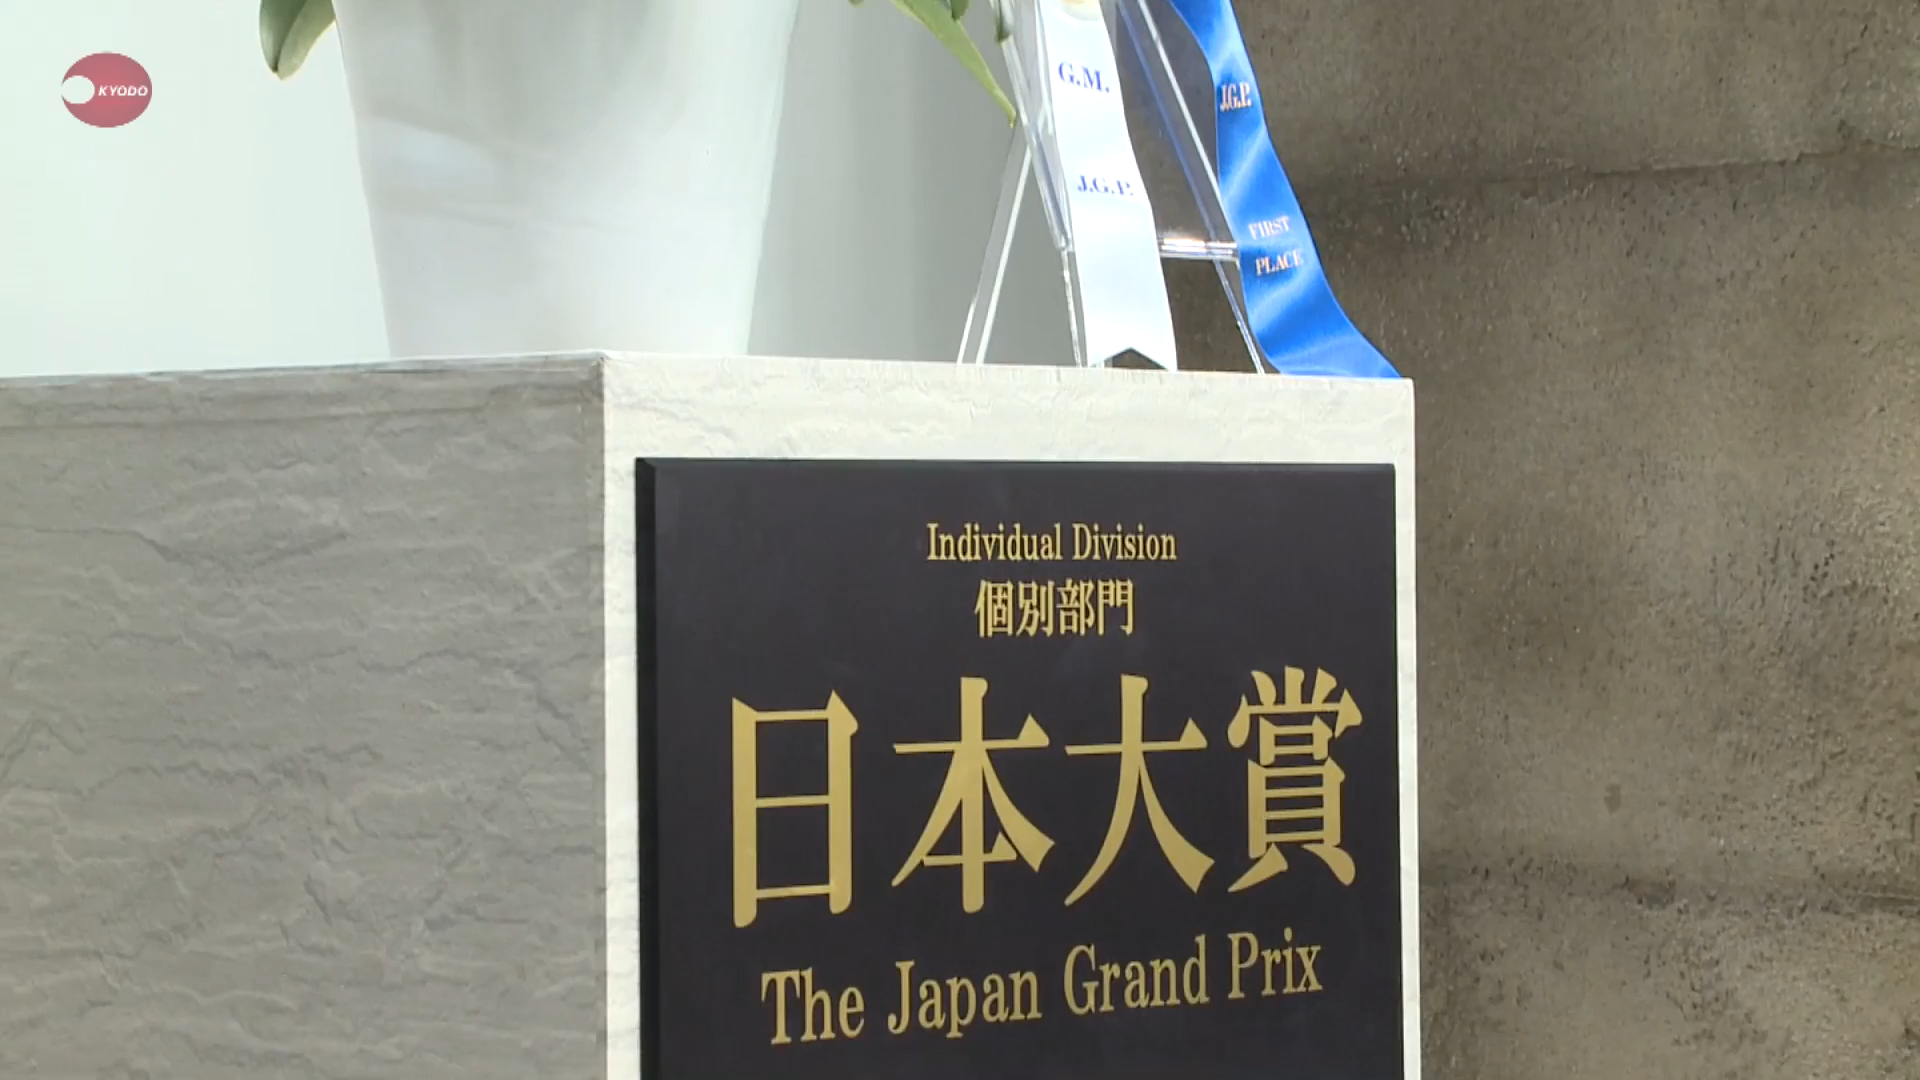 KYODO
G.M.
J.G.P.
J.G.P.
FIRST
PLACE
Individual Division
個別部門
日本大賞
The Japan Grand Prix